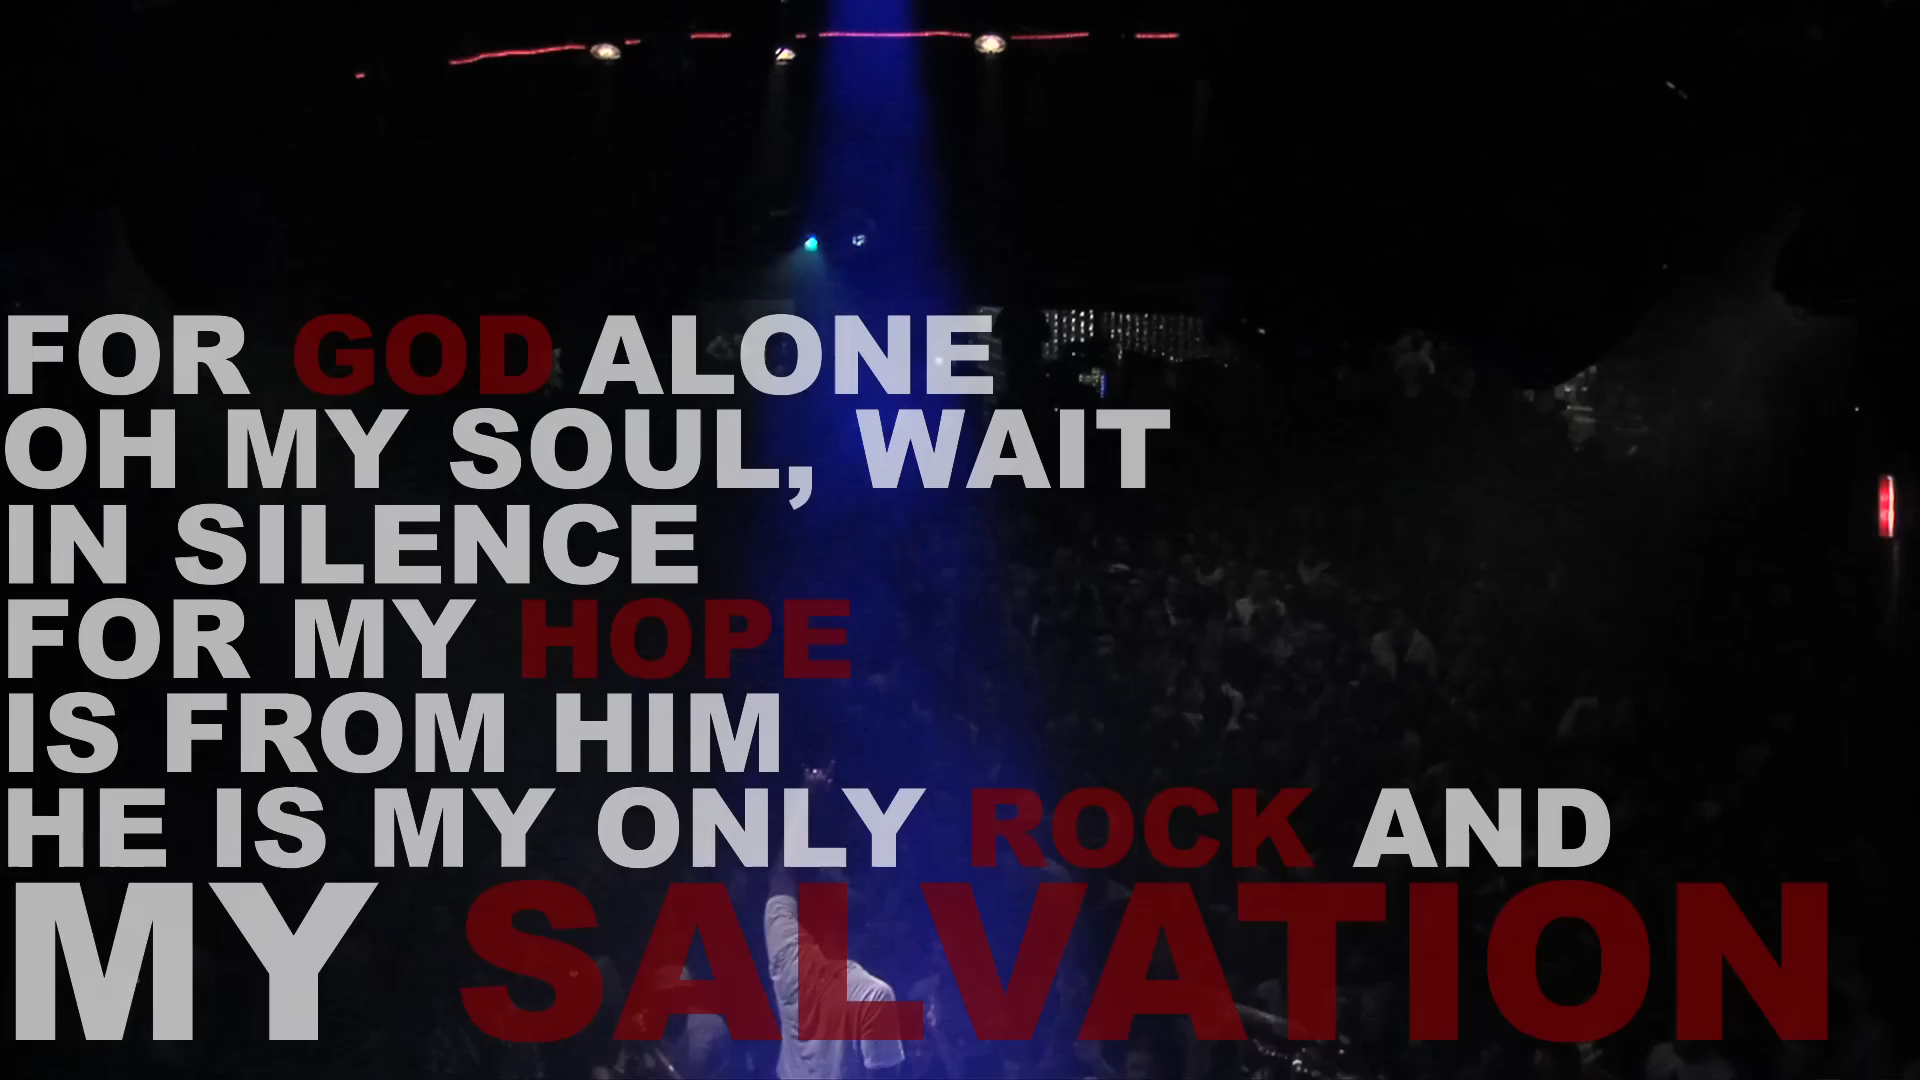 FOR GOD ALONE
OH MY SOUL, WAIT
IN SILENCE
FOR MY HOPE
IS FROM HIM
HE IS MY ONLY ROCK AND
MY SALVATION